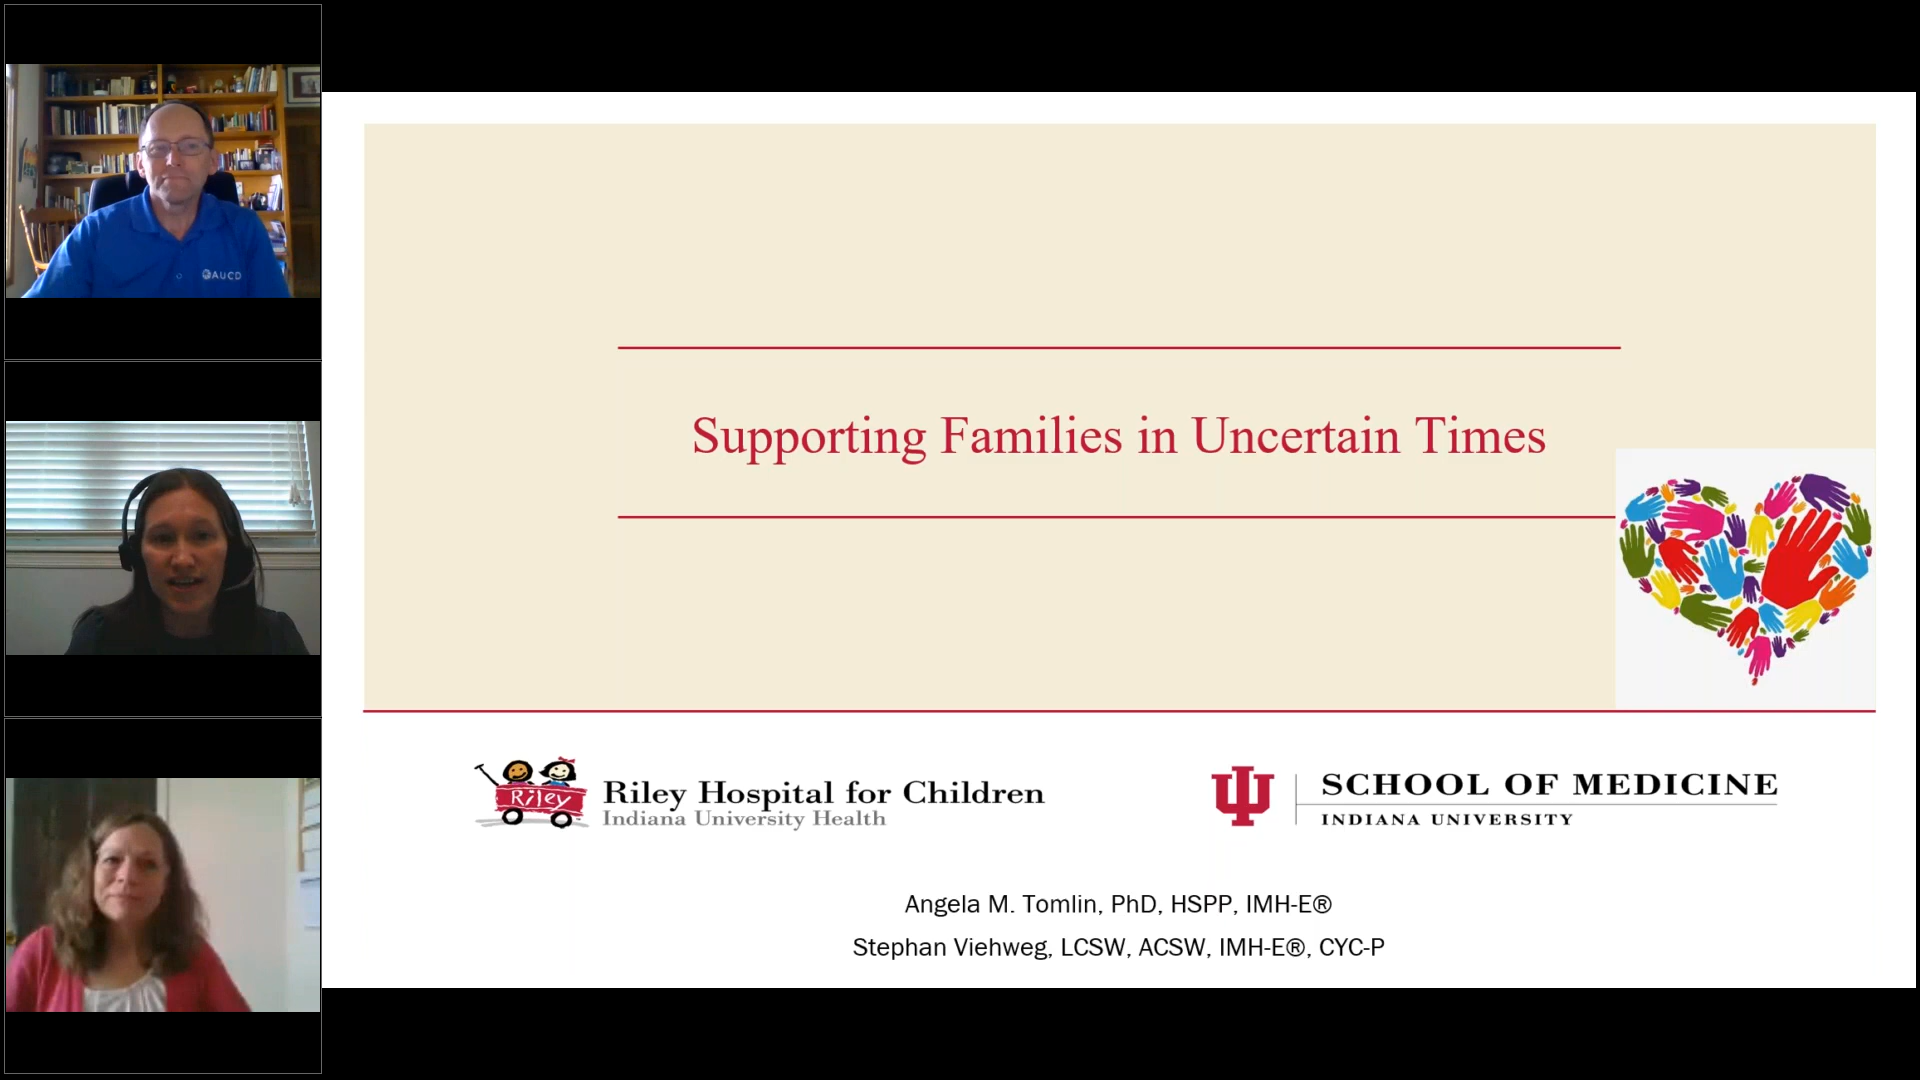 AUCD
Supporting Families in Uncertain Times
Riley
Riley Hospital for Children
Indiana University Health
SCHOOL OF MEDICINE
INDIANA UNIVERSITY
Angela M. Tomlin, PhD, HSPP, IMH-E®
Stephan Viehweg, LCSW, ACSW, IMH-E®, CYC-P